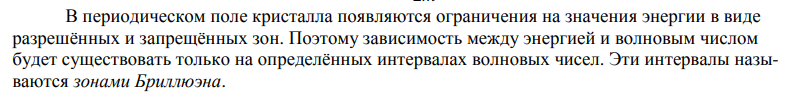 В периодическом поле кристалла появляются ограничения на значения энергии в виде
разрешённых и запрещённых зон. Поэтому зависимость между энергией и волновым числом
будет существовать только на определённых интервалах волновых чисел. Эти интервалы назы-
ваются зонами Бриллюэна.